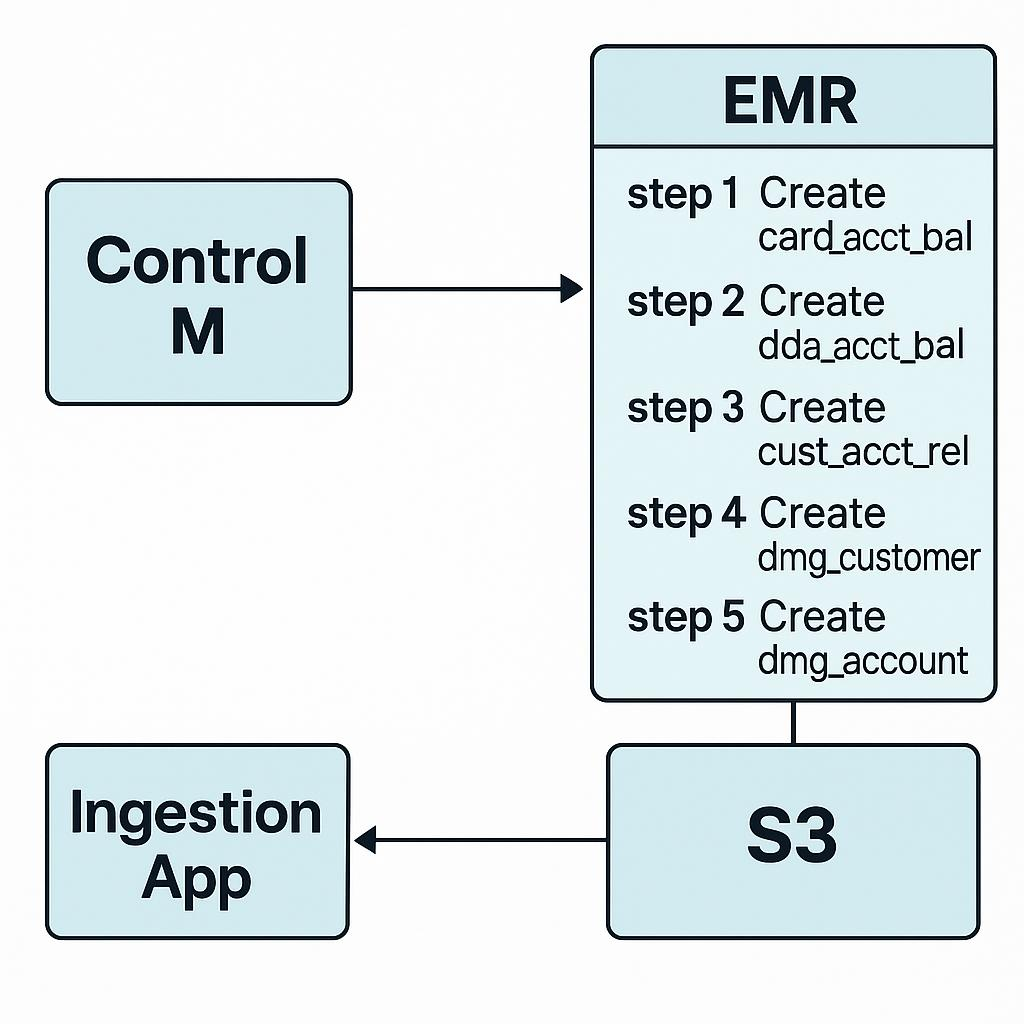 Control
M
EMR
step 1 Create
card_acct_bal
step 2 Create
dda_acct_bal
step 3 Create
cust_acct_rel
step 4 Create
dmg_customer
step 5 Create
dmg_account
Ingestion
App
S3